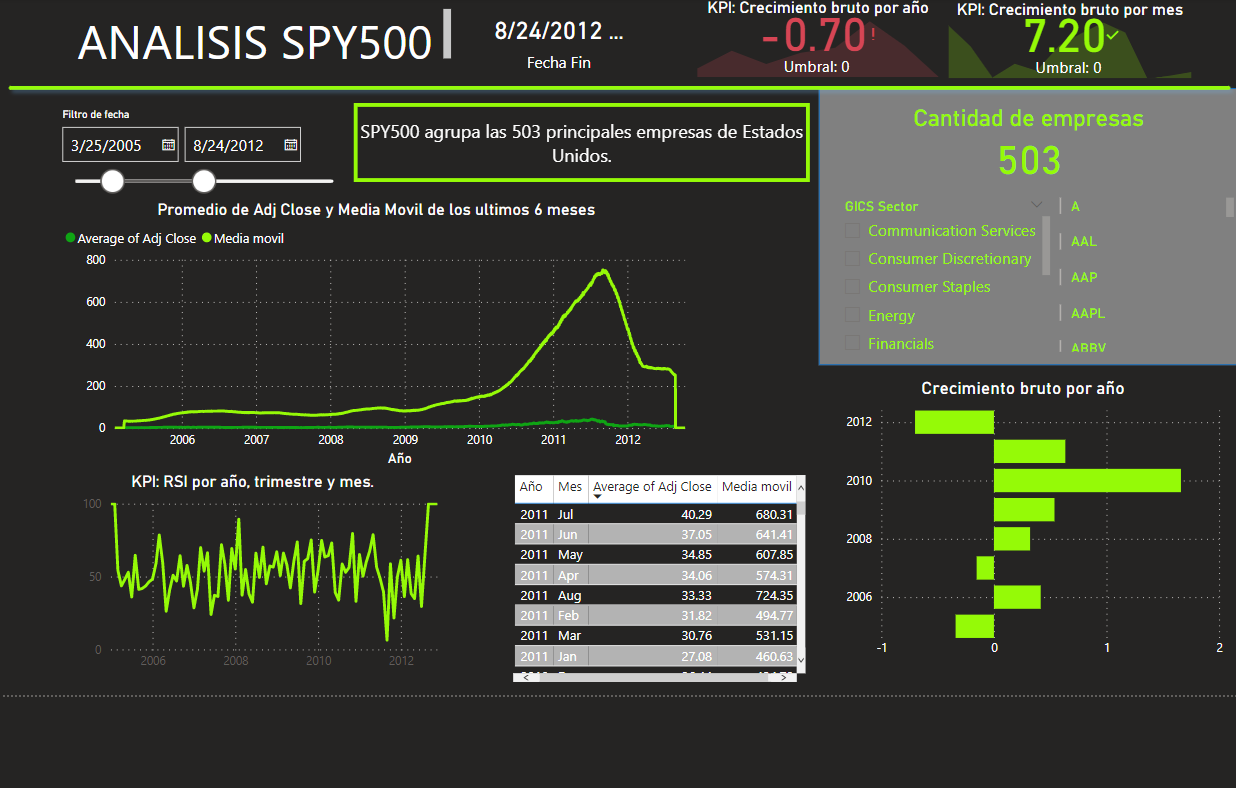 ANALISIS SPY500
8/24/2012 ...
Fecha Fin
KPI: Crecimiento bruto por año
-0.70!
Umbral: 0
KPI: Crecimiento bruto por mes
7.20✓
Umbral: 0
Filtro de fecha
3/25/2005
8/24/2012
SPY500 agrupa las 503 principales empresas de Estados
Unidos.
Cantidad de empresas
503
GICS Sector
Communication Services
Consumer Discretionary
Consumer Staples
Energy
Financials
A
AAL
AAP
AAPL
ABBV
Promedio de Adj Close y Media Movil de los ultimos 6 meses
Average of Adj Close Media movil
800
600
400
200
0
2006 2007 2008 2009 2010 2011 2012
Año
KPI: RSI por año, trimestre y mes.
100
50
0
2006 2008 2010 2012
Año Mes Average of Adj Close Media movil
2011 Jul 40.29 680.31
2011 Jun 37.05 641.41
2011 May 34.85 607.85
2011 Apr 34.06 574.31
2011 Aug 33.33 724.35
2011 Feb 31.82 494.77
2011 Mar 30.76 531.15
2011 Jan 27.08 460.63
Crecimiento bruto por año
2012
2010
2008
2006
-1 0 1 2